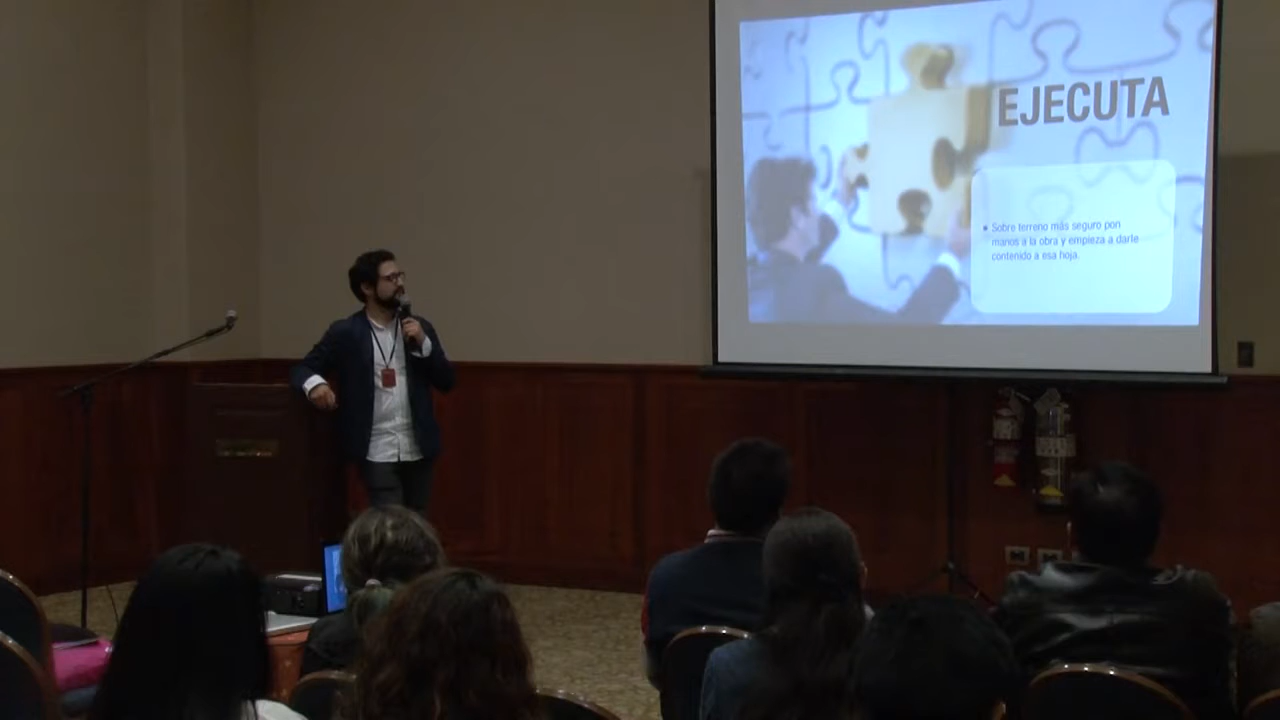 EJECUTA
Sobre terreno más seguro pon
manos a la obra y empieza a darle
contenido a esa hoja.